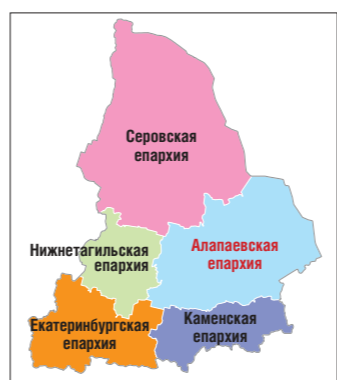 Серовская
епархия
Нижнетагильская
епархия
Алапаевская
епархия
Екатеринбургская
епархия
Каменская
епархия